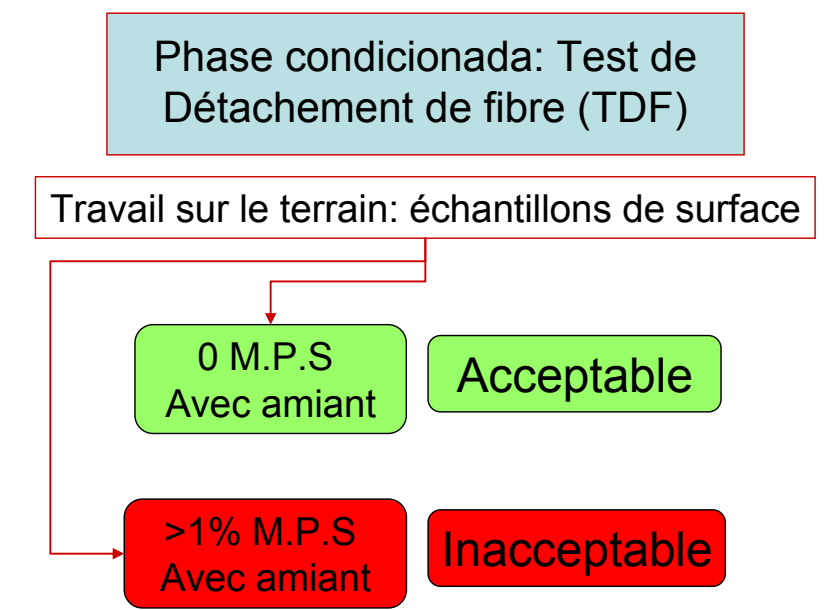 Phase condicionada: Test de
Détachement de fibre (TDF)
Travail sur le terrain: échantillons de surface
0 M.P.S
Avec amiant
Acceptable
>1% M.P.S
Avec amiant
Inacceptable